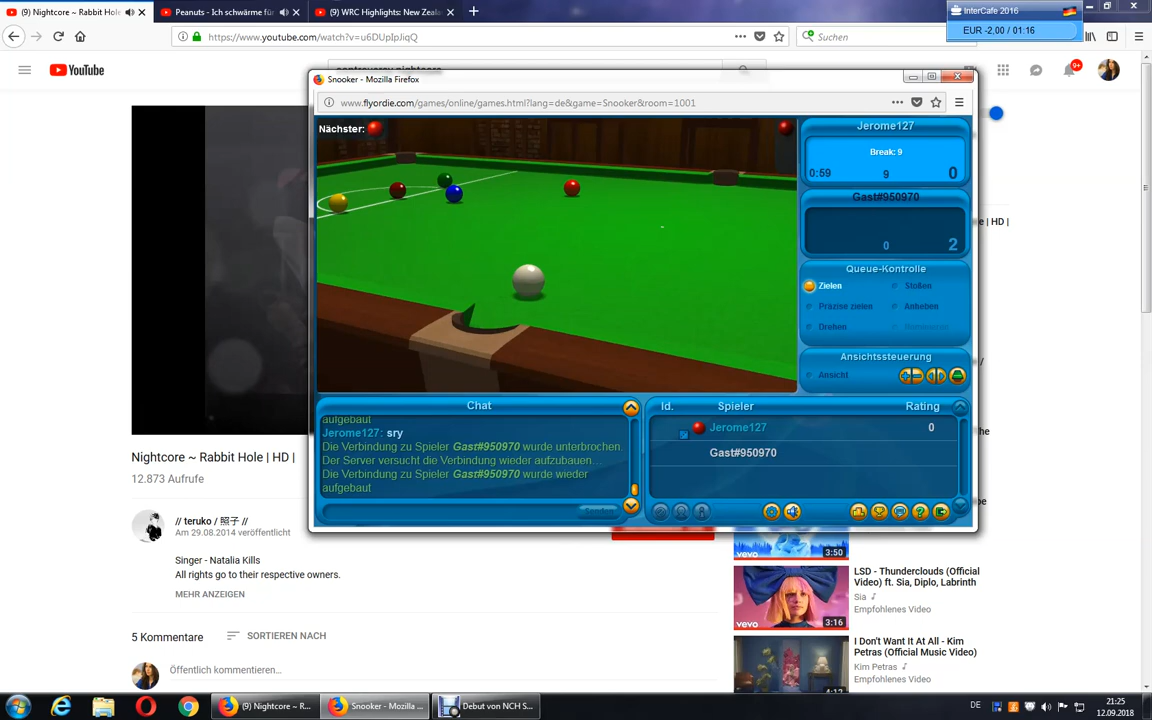 (9) Nightcore ~ Rabbit Hole
Peanuts - Ich schwärme für
(9) WRC Highlights: New Zeala
InterCafe 2016
EUR -2,00 / 01:16
https://www.youtube.com/watch?v=u6DUpIpJiqQ
Suchen
YouTube
9+
Snooker - Mozilla Firefox
www.flyordie.com/games/online/games.html?lang=de&game=Snooker&room=1001
Nächster:
Jerome127
Break: 9
0:59
9
0
Gast#950970
0
2
Queue-Kontrolle
Zielen
Stoßen
Präzise zielen
Anheben
Drehen
Ansichtssteuerung
Ansicht
Chat
aufgebaut
Jerome127: sry
Die Verbindung zu Spieler Gast#950970 wurde unterbrochen.
Der Server versucht die Verbindung wieder aufzubauen...
Die Verbindung zu Spieler Gast#950970 wurde wieder
aufgebaut
Id.
Spieler
Rating
Jerome127
0
Gast#950970
| HD |
Nightcore ~ Rabbit Hole | HD |
12.873 Aufrufe
// teruko / 照子 //
Am 29.08.2014 veröffentlicht
Singer - Natalia Kills
All rights go to their respective owners.
MEHR ANZEIGEN
5 Kommentare
SORTIEREN NACH
Öffentlich kommentieren...
vevo
3:50
vevo
3:16
LSD - Thunderclouds (Official
Video) ft. Sia, Diplo, Labrinth
Sia
Empfohlenes Video
4:12
I Don't Want It At All - Kim
Petras (Official Music Video)
Kim Petras
Empfohlenes Video
(9) Nightcore ~ R...
Snooker - Mozilla ...
Debut von NCH S...
DE
21:25
12.09.2018